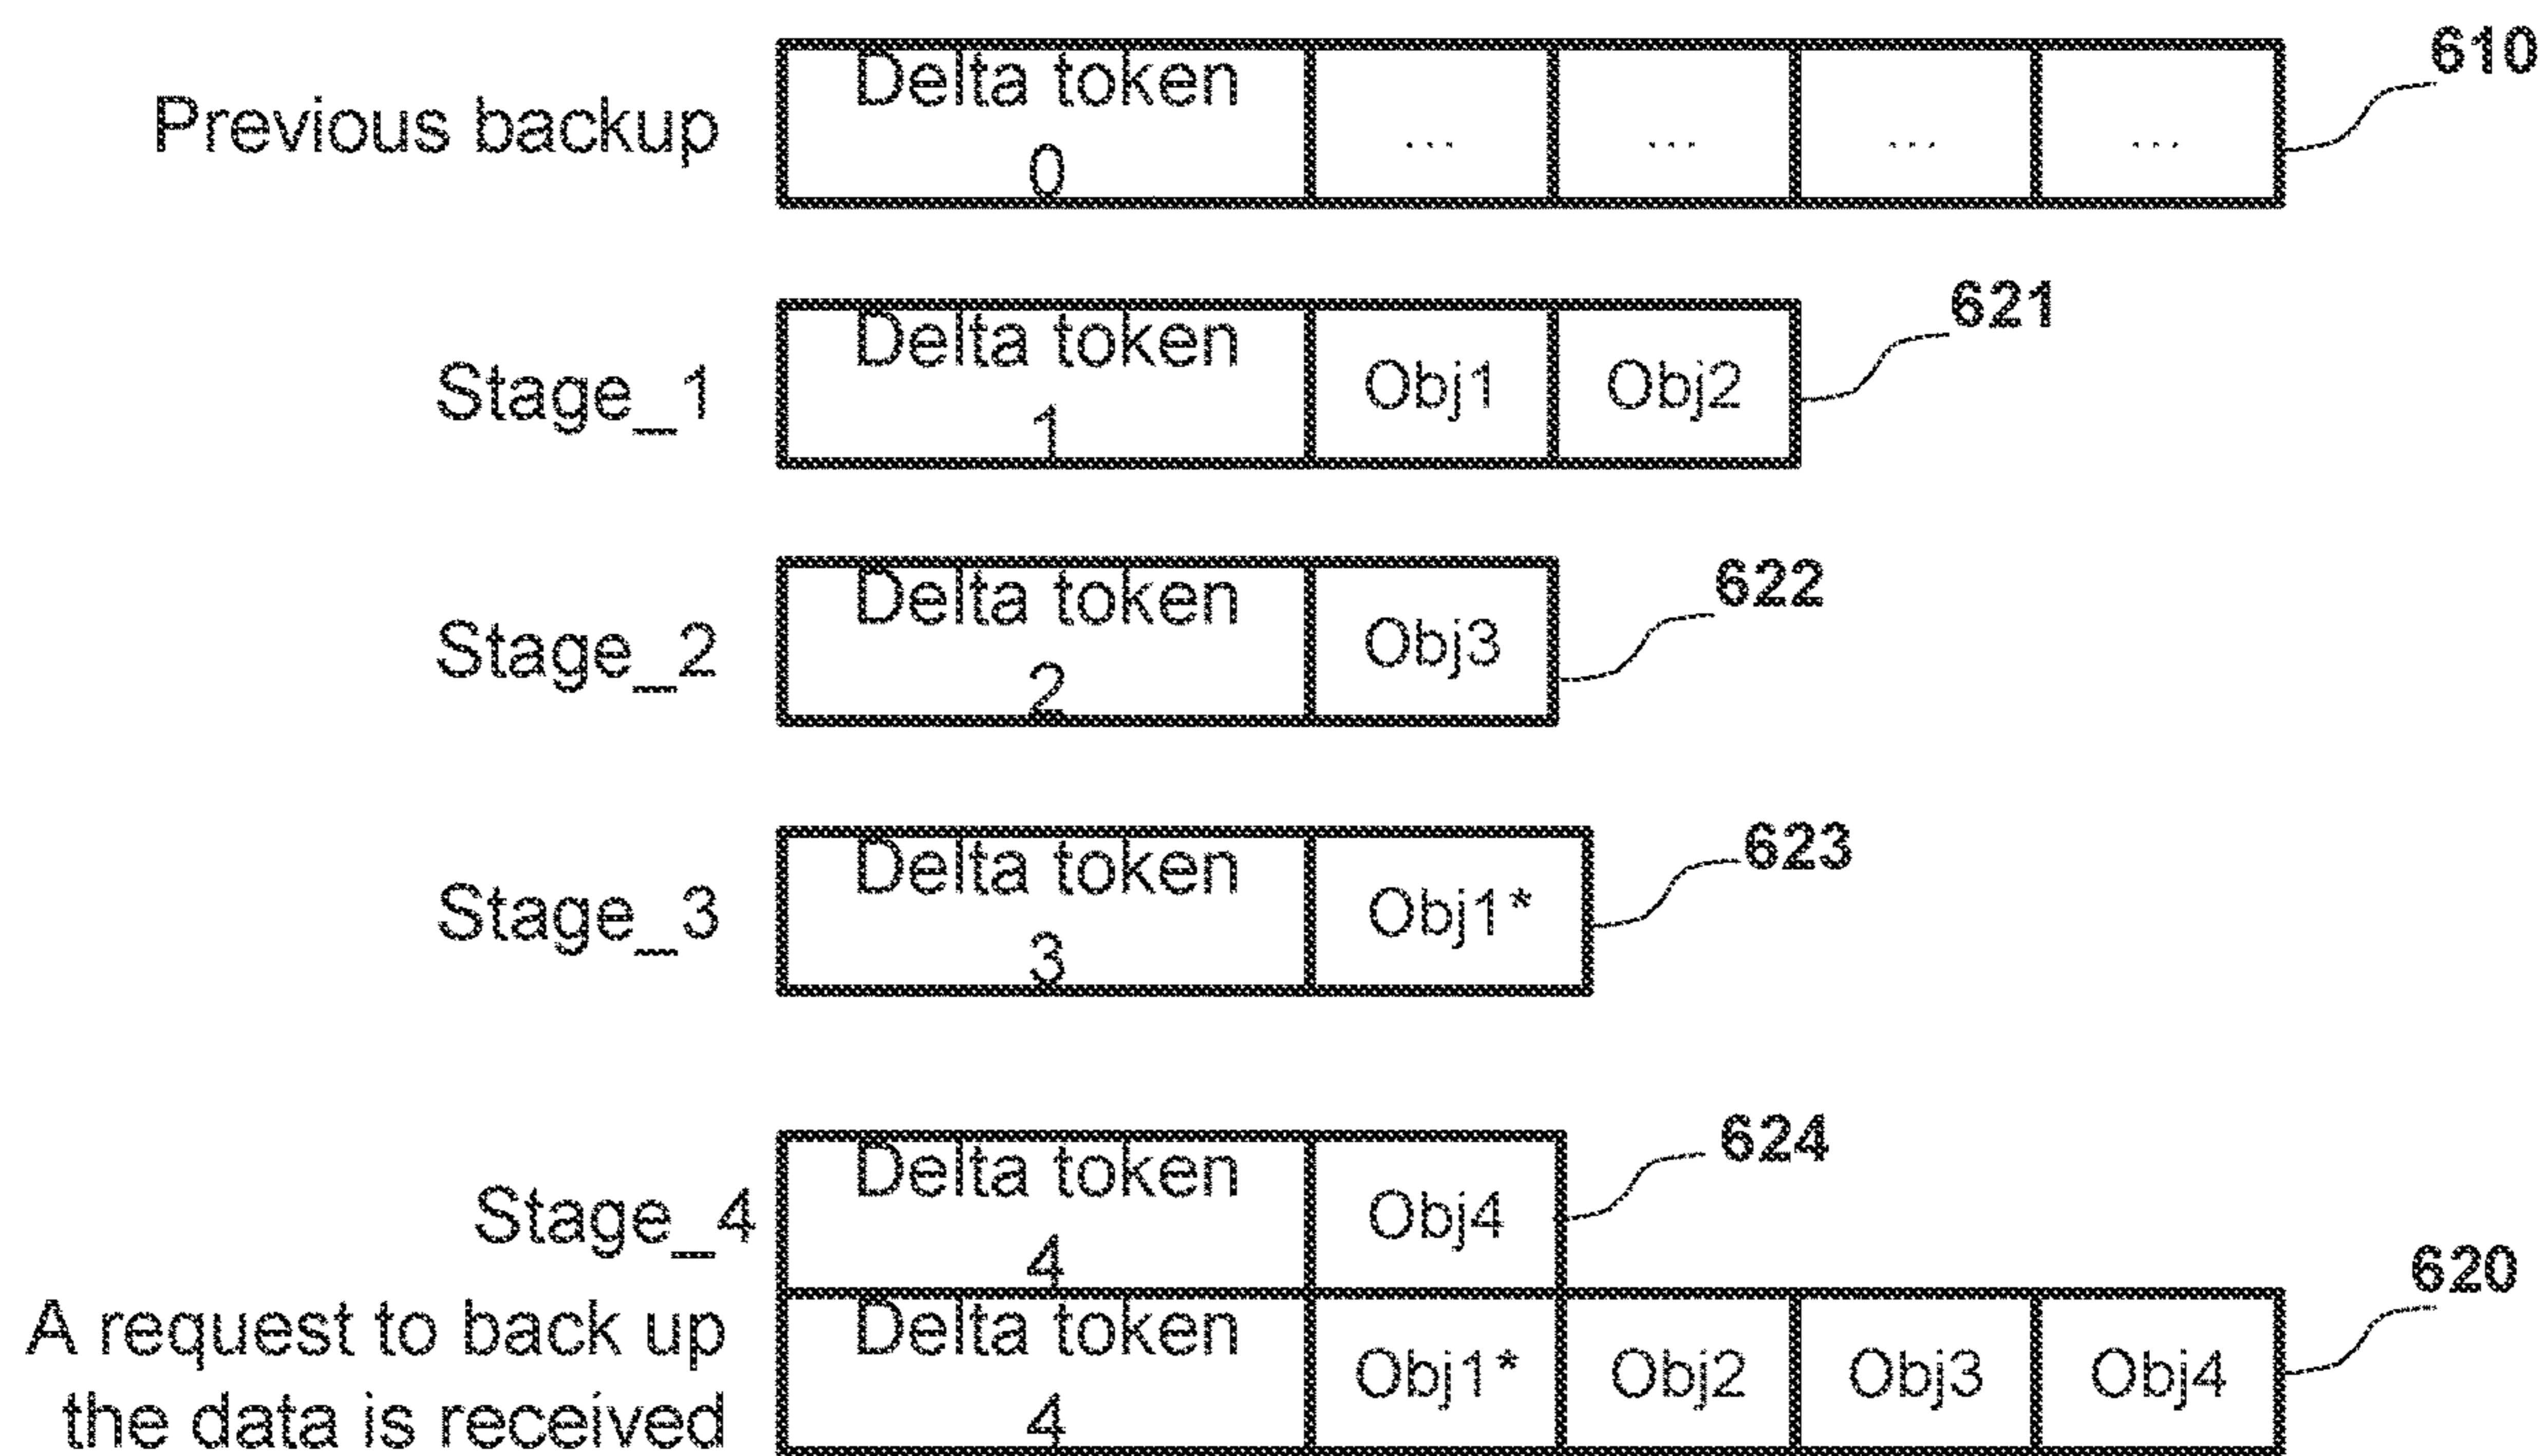 610
Previous backup
Delta token
0
... ... ... ...
621
Stage_1
Delta token
1
Obj1 Obj2
622
Stage_2
Delta token
2
Obj3
623
Stage_3
Delta token
3
Obj1*
624
Stage_4
Delta token
4
Obj4
620
A request to back up
the data is received
Delta token
4
Obj1* Obj2 Obj3 Obj4